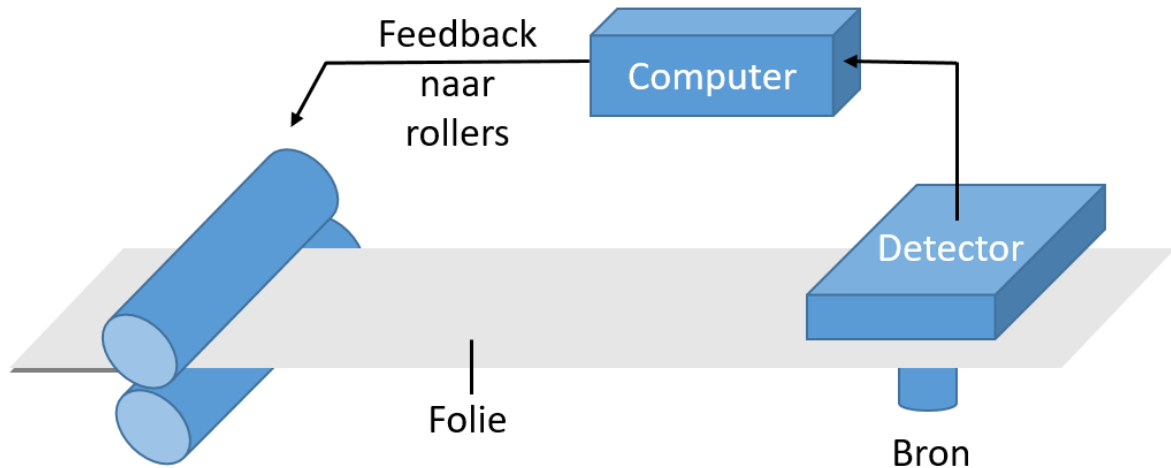 Feedback
naar
rollers
Computer
Detector
Folie
Bron